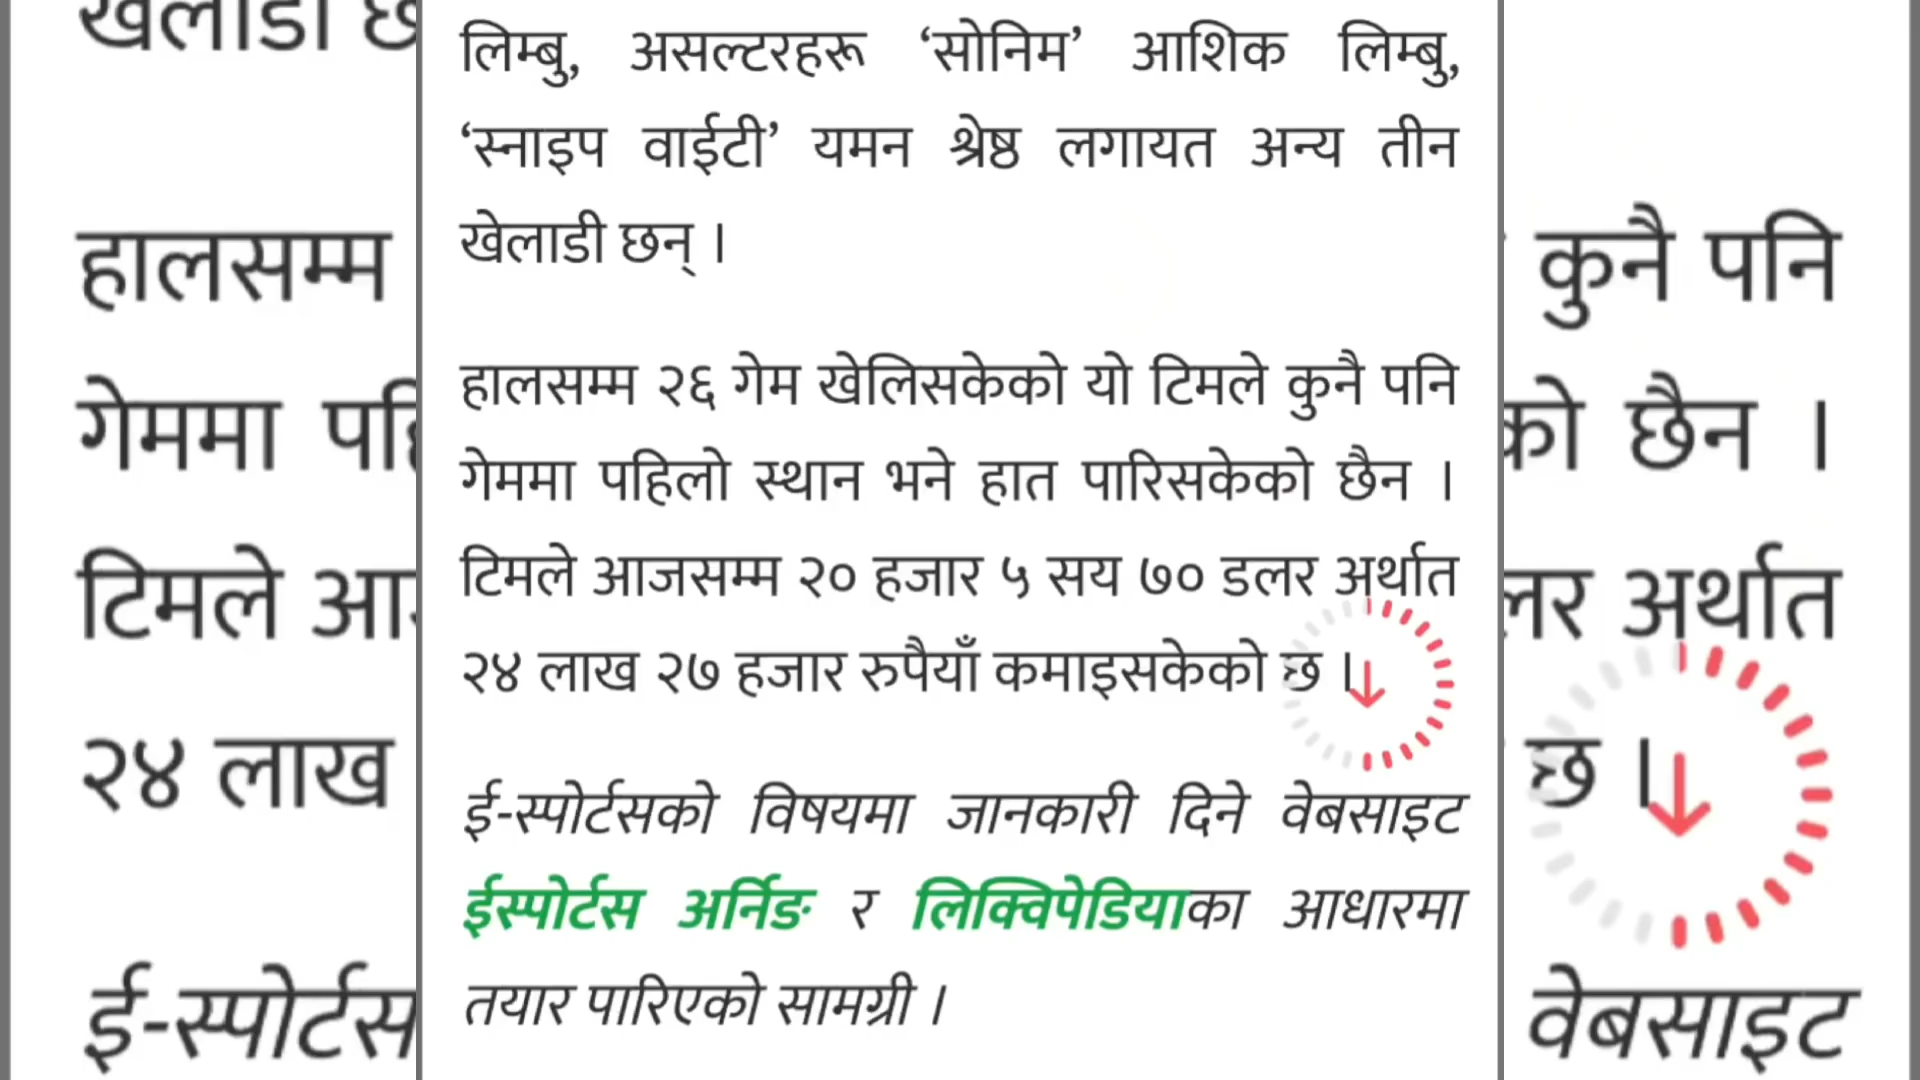 लिम्बु, असल्टरहरू ‘सोनिम’ आशिक लिम्बु,
‘स्नाइप वाईटी’ यमन श्रेष्ठ लगायत अन्य तीन
खेलाडी छन् ।
हालसम्म २६ गेम खेलिसकेको यो टिमले कुनै पनि
गेममा पहिलो स्थान भने हात पारिसकेको छैन ।
टिमले आजसम्म २० हजार ५ सय ७० डलर अर्थात
२४ लाख २७ हजार रुपैयाँ कमाइसकेको छ ।
ई-स्पोर्टसको विषयमा जानकारी दिने वेबसाइट
ईस्पोर्टस अर्निङ र लिक्विपेडियाका आधारमा
तयार पारिएको सामग्री ।